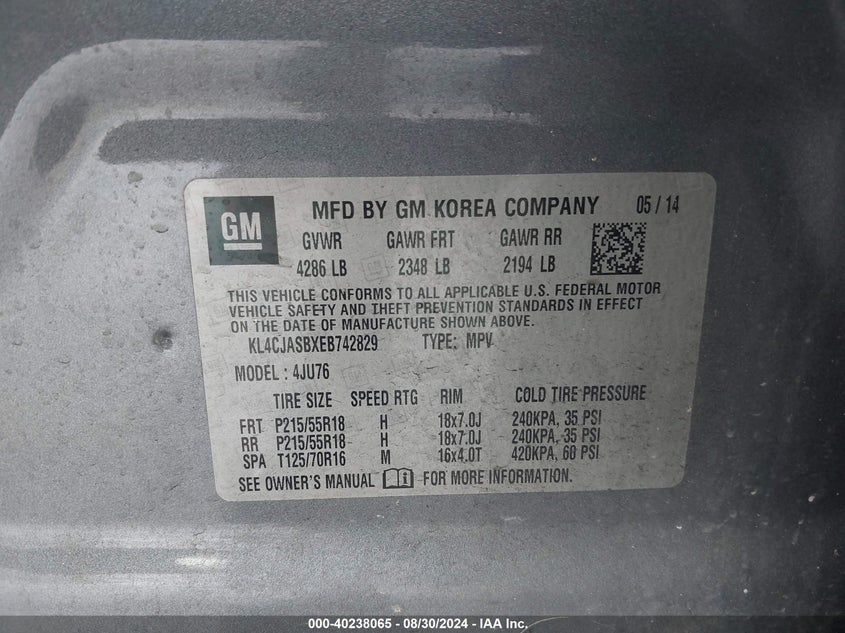 GM
MFD BY GM KOREA COMPANY 05 / 14
GVWR GAWR FRT GAWR RR
4286 LB 2348 LB 2194 LB
THIS VEHICLE CONFORMS TO ALL APPLICABLE U.S. FEDERAL MOTOR
VEHICLE SAFETY AND THEFT PREVENTION STANDARDS IN EFFECT
ON THE DATE OF MANUFACTURE SHOWN ABOVE.
KL4CJASBXEB742829 TYPE: MPV
MODEL : 4JU76
TIRE SIZE SPEED RTG RIM COLD TIRE PRESSURE
FRT P215/55R18 H 18x7.0J 240KPA, 35 PSI
RR P215/55R18 H 18x7.0J 240KPA, 35 PSI
SPA T125/70R16 M 16x4.0T 420KPA, 60 PSI
SEE OWNER'S MANUAL FOR MORE INFORMATION.
000-40238065 - 08/30/2024 - IAA Inc.